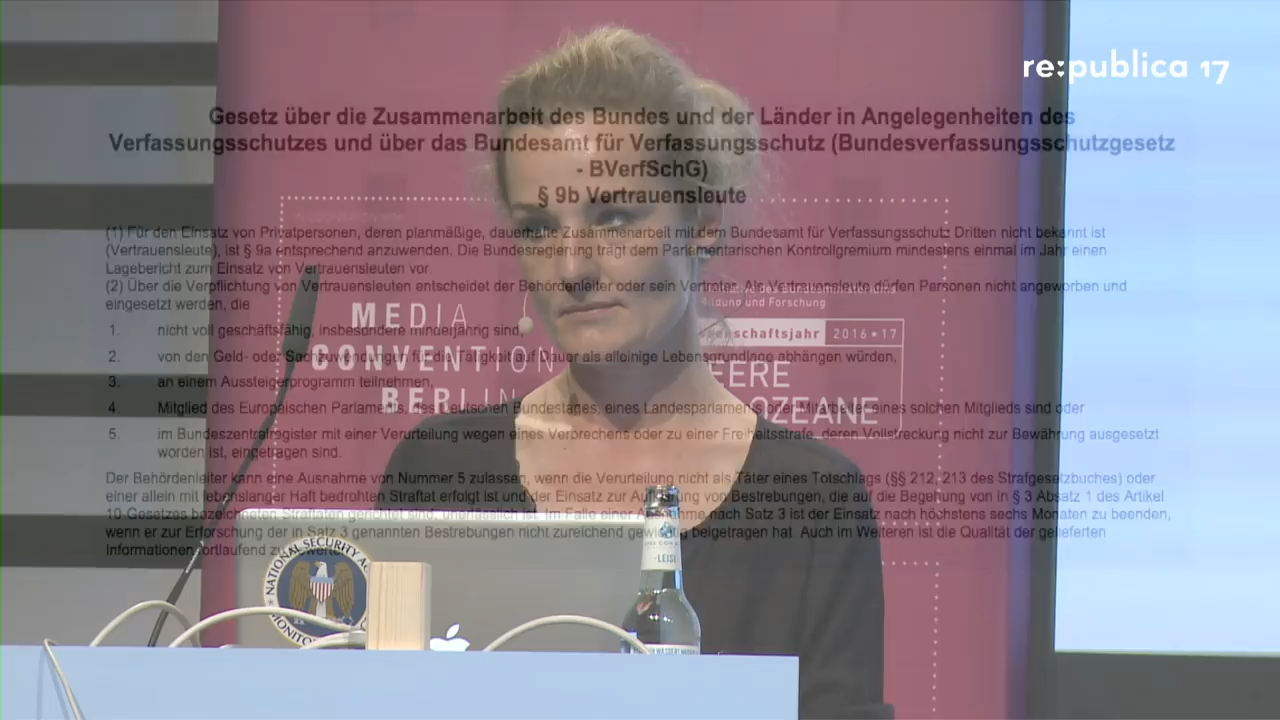 re:publica 17
Gesetz über die Zusammenarbeit des Bundes und der Länder in Angelegenheiten des
Verfassungsschutzes und über das Bundesamt für Verfassungsschutz (Bundesverfassungsschutzgesetz
- BVerfSchG)
§ 9b Vertrauensleute
(1) Für den Einsatz von Privatpersonen, deren planmäßige, dauerhafte Zusammenarbeit mit dem Bundesamt für Verfassungsschutz Dritten nicht bekannt ist
(Vertrauensleute), ist § 9a entsprechend anzuwenden. Die Bundesregierung trägt dem Parlamentarischen Kontrollgremium mindestens einmal im Jahr einen
Lagebericht zum Einsatz von Vertrauensleuten vor.
(2) Über die Verpflichtung von Vertrauensleuten entscheidet der Behördenleiter oder sein Vertreter. Als Vertrauensleute dürfen Personen nicht angeworben und
eingesetzt werden, die
1. nicht voll geschäftsfähig, insbesondere minderjährig sind,
2. von den Geld- oder Sachzuwendungen für die Tätigkeit auf Dauer als alleinige Lebensgrundlage abhängen würden,
3. an einem Aussteigerprogramm teilnehmen,
4. Mitglied des Europäischen Parlaments, des Deutschen Bundestages, eines Landesparlaments oder Mitarbeiter eines solchen Mitglieds sind oder
5. im Bundeszentralregister mit einer Verurteilung wegen eines Verbrechens oder zu einer Freiheitsstrafe, deren Vollstreckung nicht zur Bewährung ausgesetzt
worden ist, eingetragen sind.
Der Behördenleiter kann eine Ausnahme von Nummer 5 zulassen, wenn die Verurteilung nicht als Täter eines Totschlags (§§ 212, 213 des Strafgesetzbuches) oder
einer allein mit lebenslanger Haft bedrohten Straftat erfolgt ist und der Einsatz zur Aufklärung von Bestrebungen, die auf die Begehung von in § 3 Absatz 1 des Artikel
10-Gesetzes bezeichneten Straftaten gerichtet sind, unerlässlich ist. Im Falle einer Ausnahme nach Satz 3 ist der Einsatz nach höchstens sechs Monaten zu beenden,
wenn er zur Erforschung der in Satz 3 genannten Bestrebungen nicht zureichend gewichtig beigetragen hat. Auch im Weiteren ist die Qualität der gelieferten
Informationen fortlaufend zu bewerten.
MEDIA
CONVENTION
BERLIN
Bildung und Forschung
schaftsjahr 2016*17
EERE
OZEANE
NATIONAL SECURITY
MONITO
-LEIS